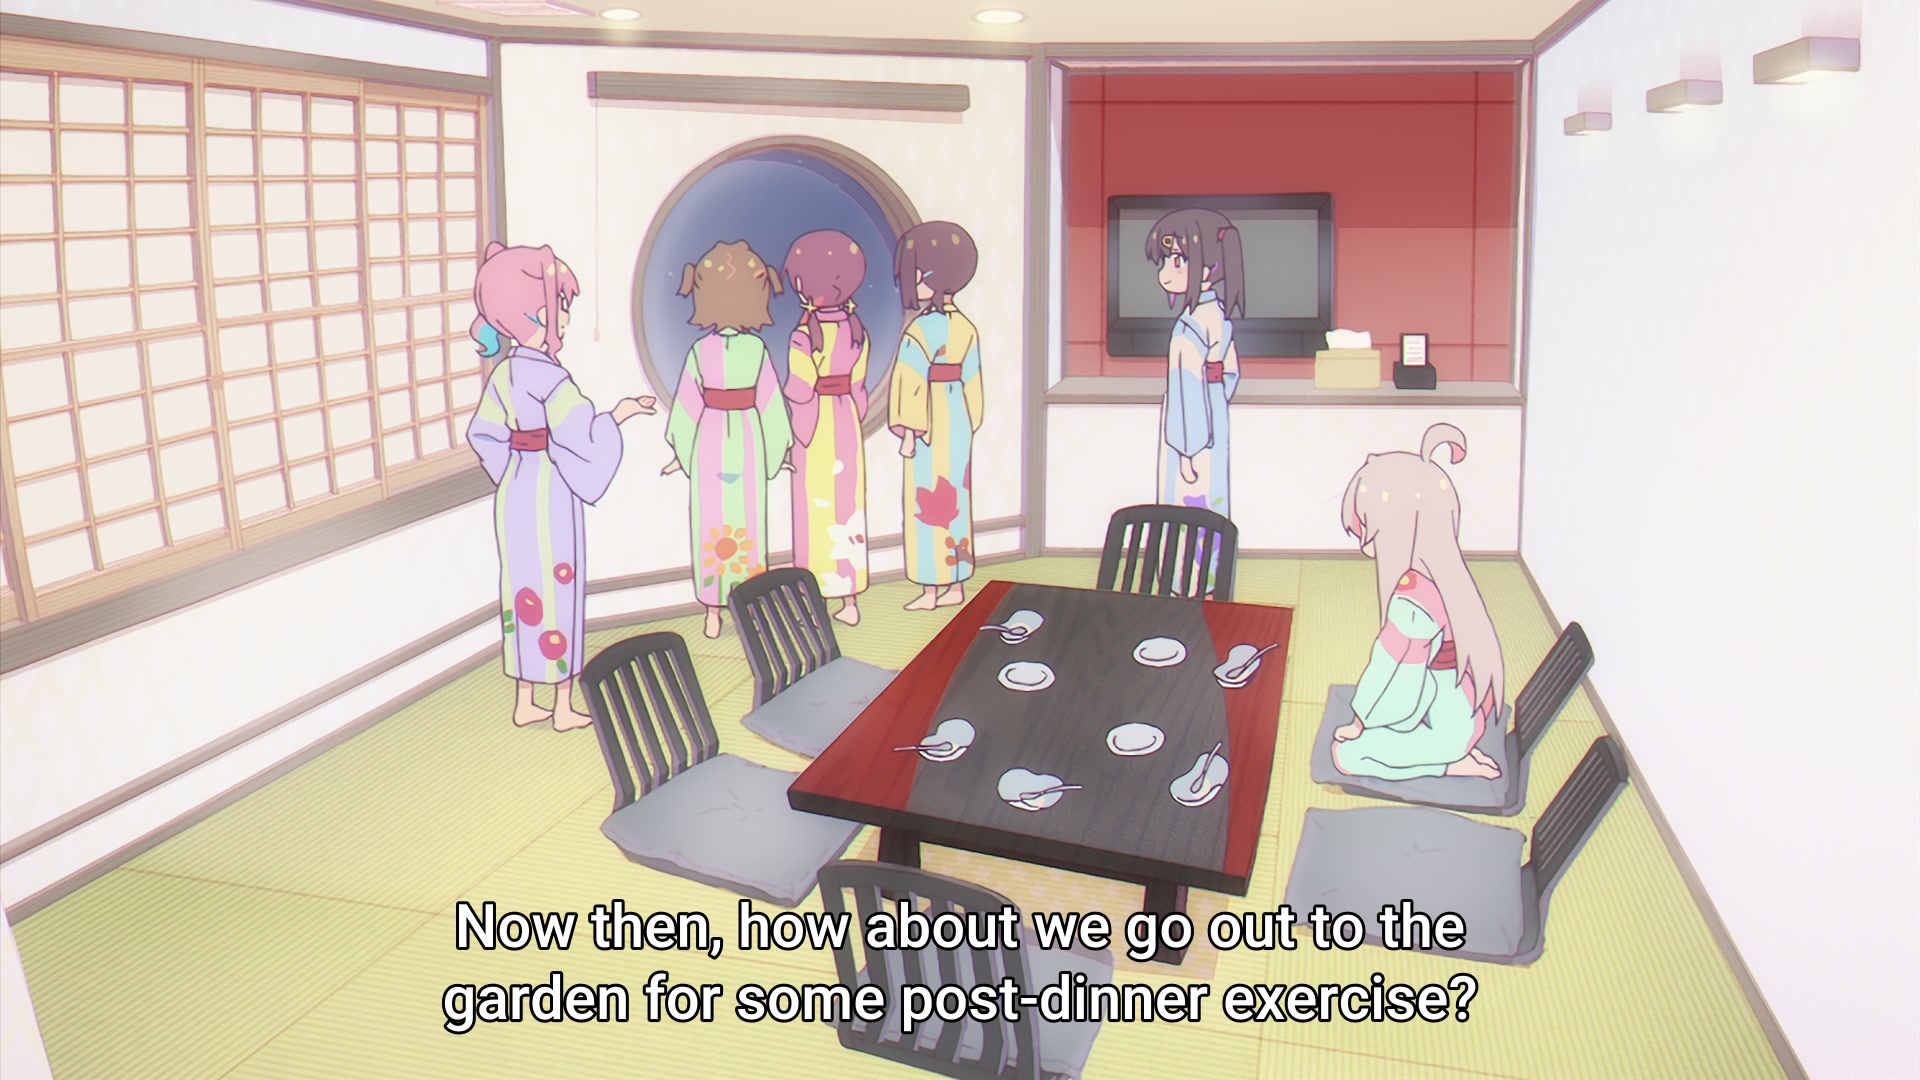 Now then, how about we go out to the
garden for some post-dinner exercise?